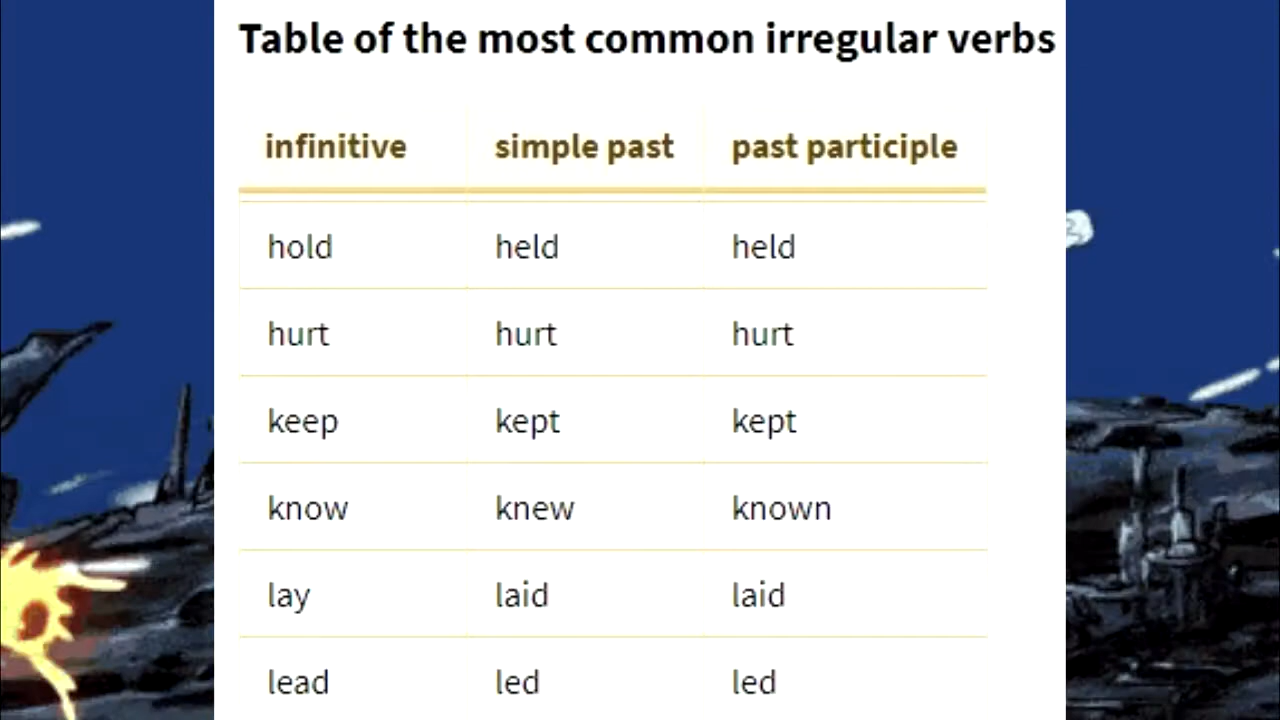 Table of the most common irregular verbs
infinitive simple past past participle
hold held held
hurt hurt hurt
keep kept kept
know knew known
lay laid laid
lead led led